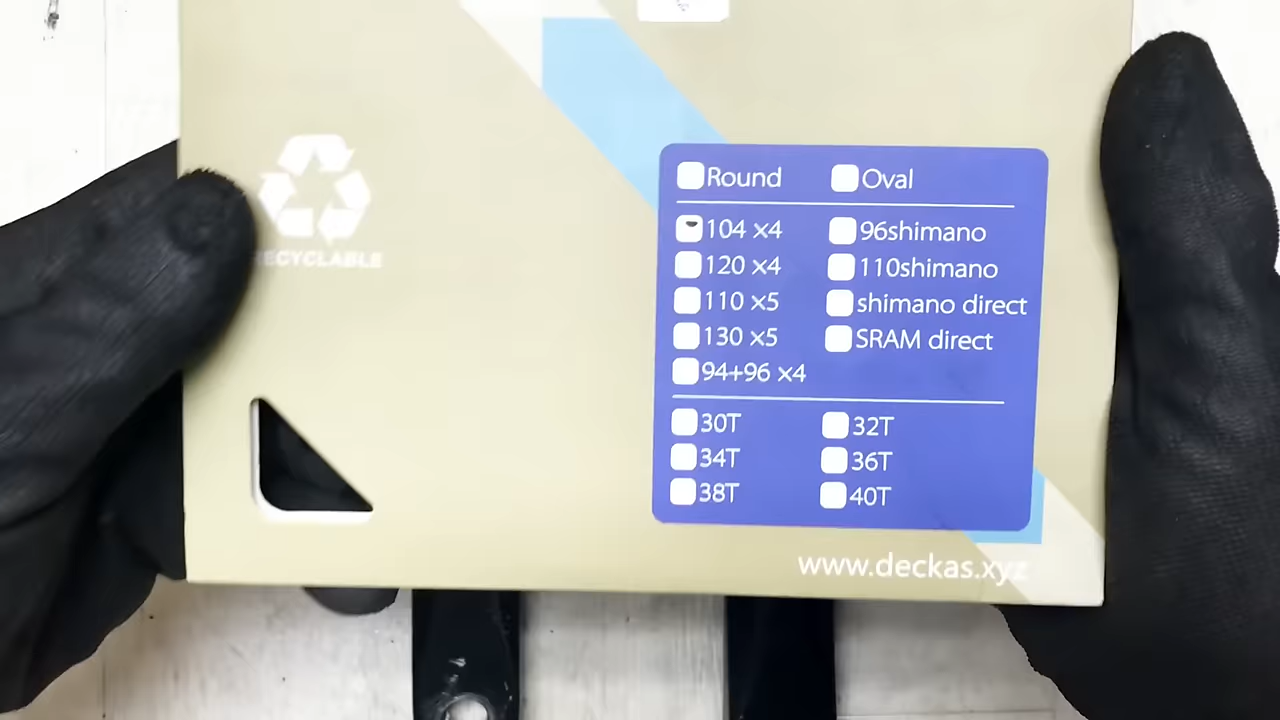 RECYCLABLE
Round Oval
104 ×4 96shimano
120 ×4 110shimano
110 ×5 shimano direct
130 ×5 SRAM direct
94+96 ×4
30T 32T
34T 36T
38T 40T
www.deckas.xyz